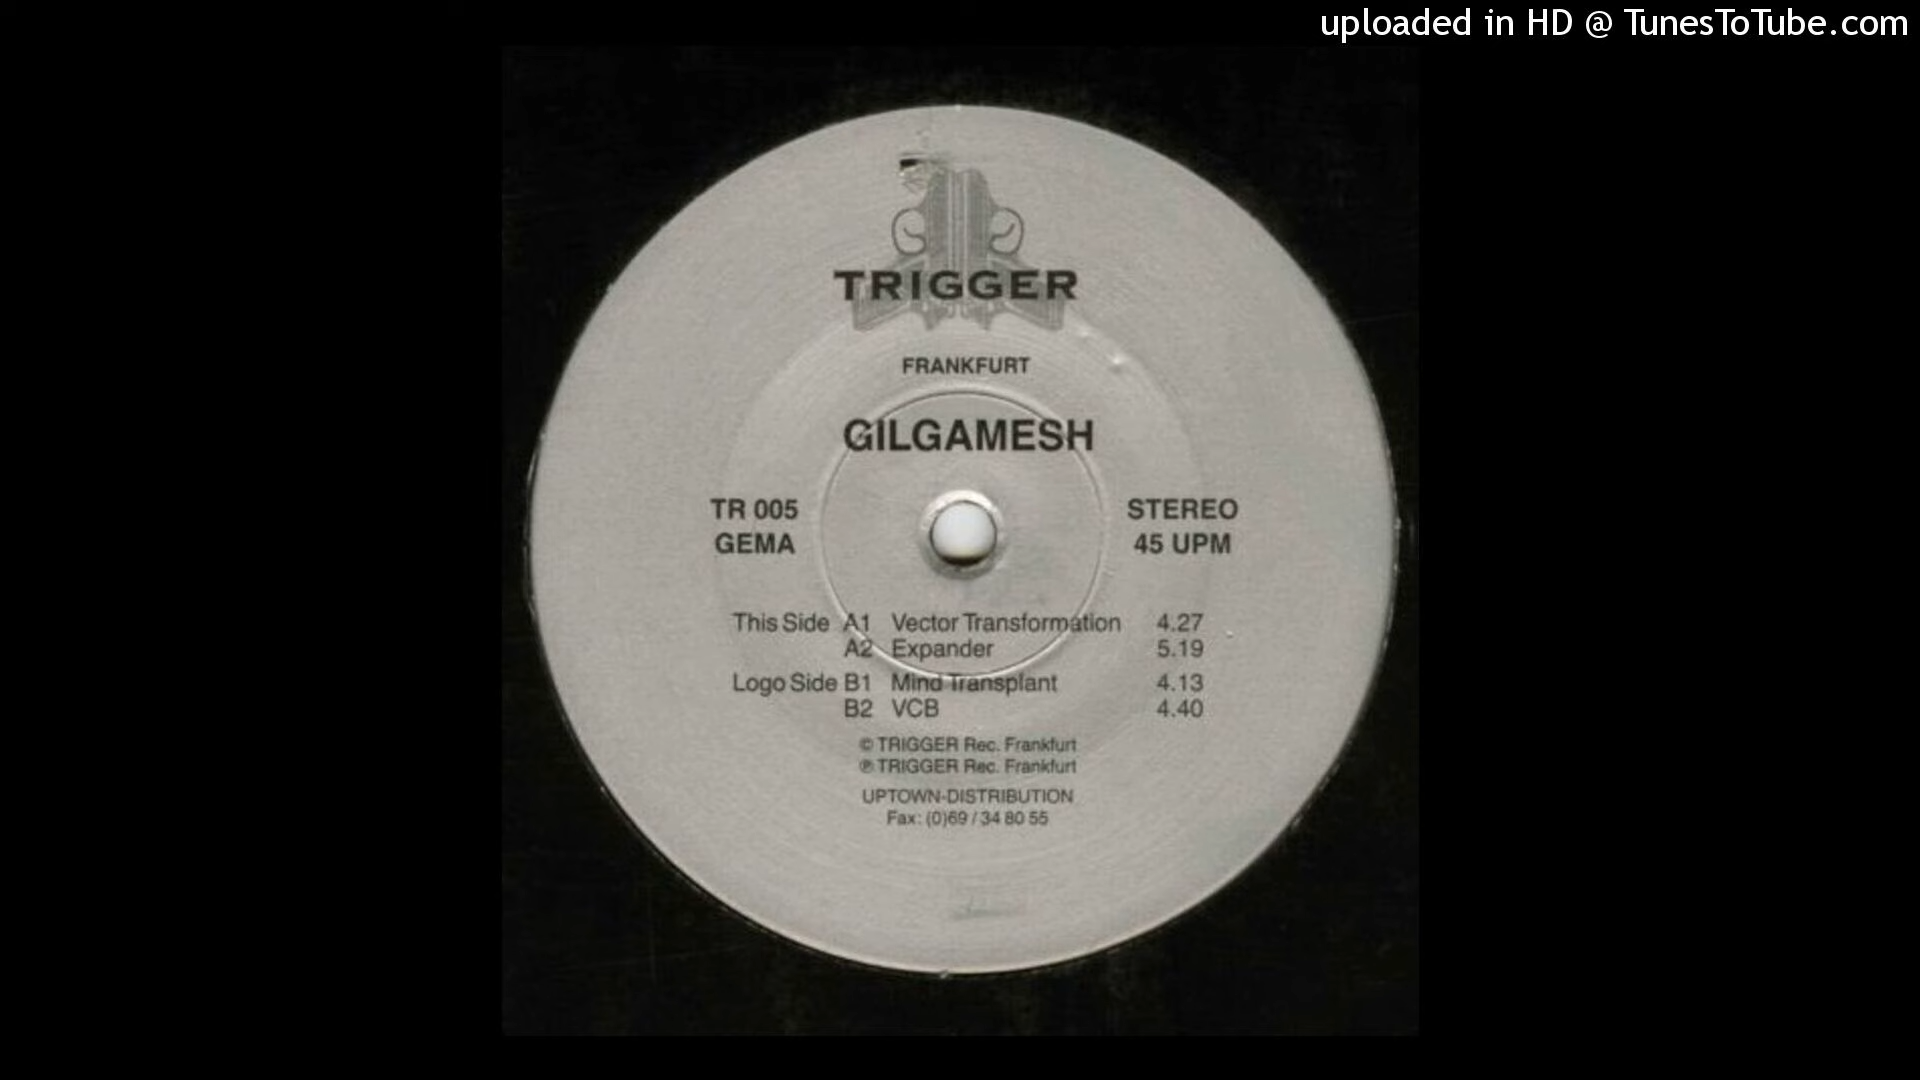 uploaded in HD @ TunesToTube.com
TRIGGER
FRANKFURT
GILGAMESH
TR 005 STEREO
GEMA 45 UPM
This Side A1 Vector Transformation 4.27
A2 Expander 5.19
Logo Side B1 Mind Transplant 4.13
B2 VCB 4.40
© TRIGGER Rec. Frankfurt
℗ TRIGGER Rec. Frankfurt
UPTOWN-DISTRIBUTION
Fax: (0)69 / 34 80 55